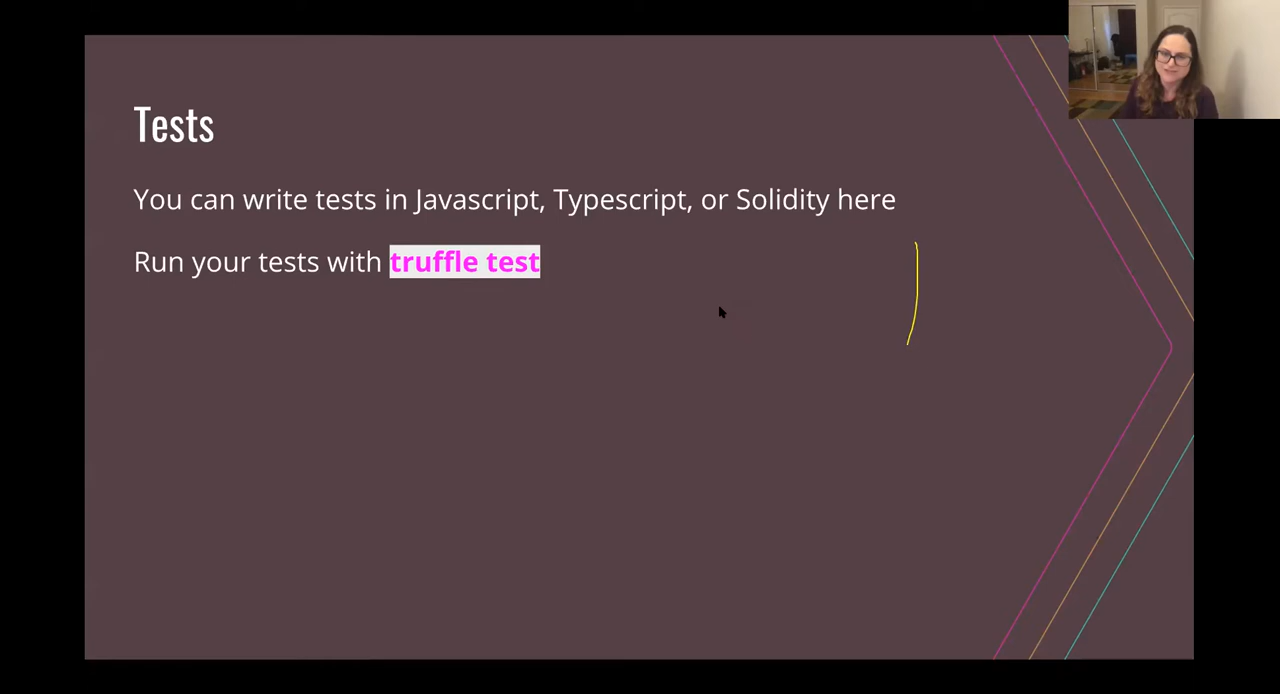 Tests
You can write tests in Javascript, Typescript, or Solidity here
Run your tests with truffle test